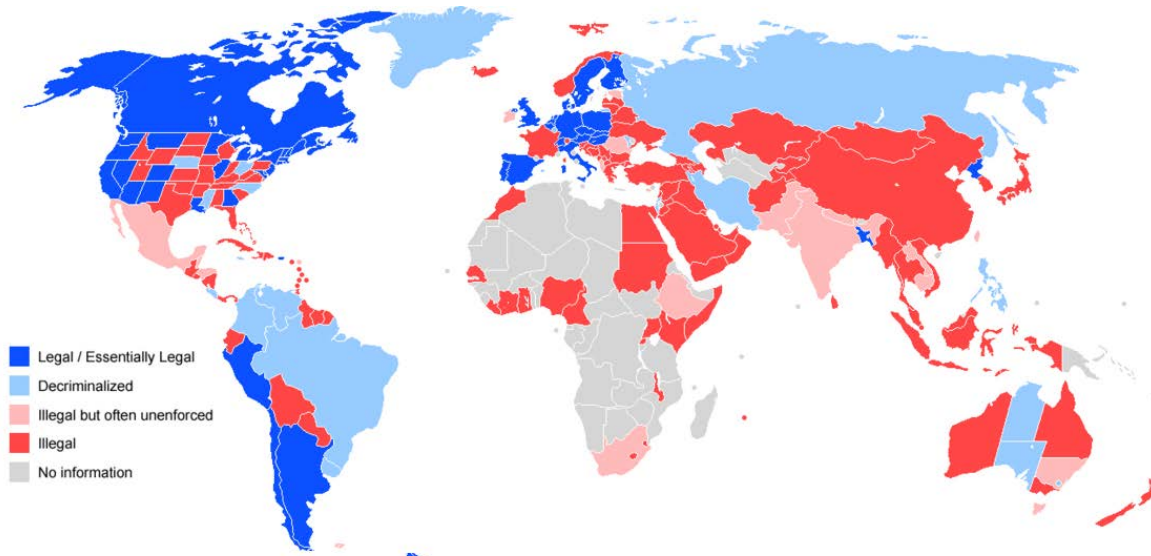 Legal / Essentially Legal
Decriminalized
Illegal but often unenforced
Illegal
No information